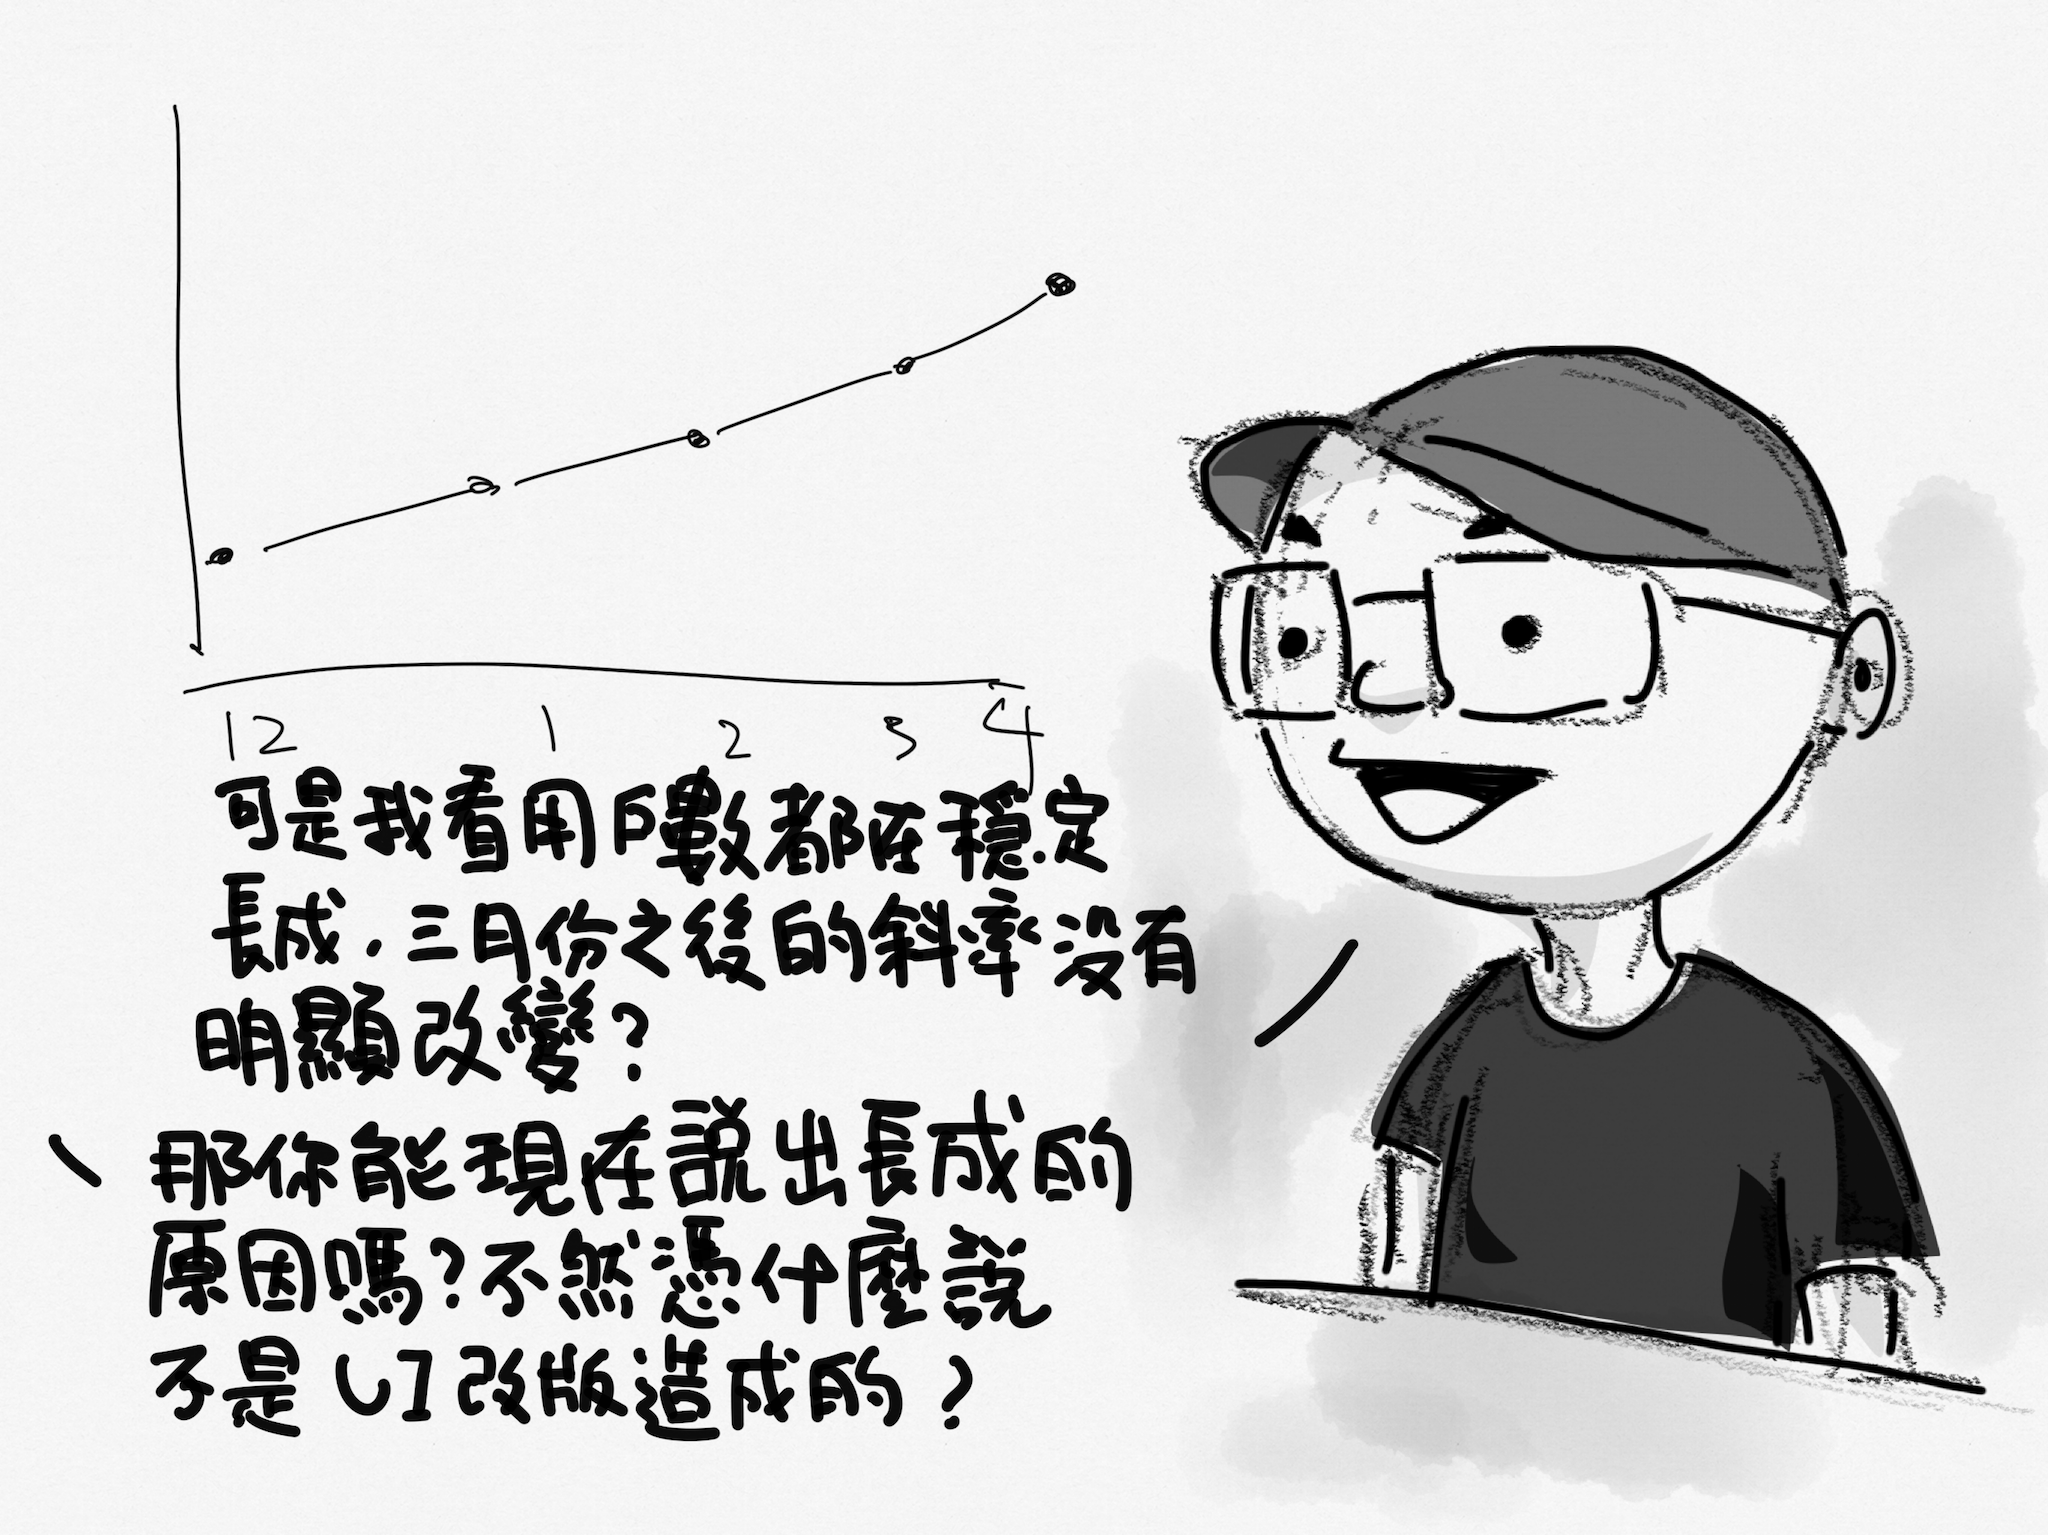 12 1 2 3 4
可是我看用戶數都在穩定
長成，三月份之後的斜率沒有
明顯改變？
那你能現在說出長成的
原因嗎？不然憑什麼說
不是UI改版造成的？